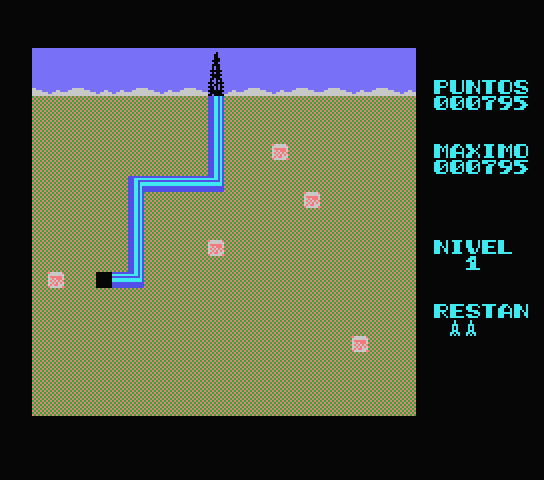 PUNTOS
000795
MAXIMO
000795
NIVEL
1
RESTAN